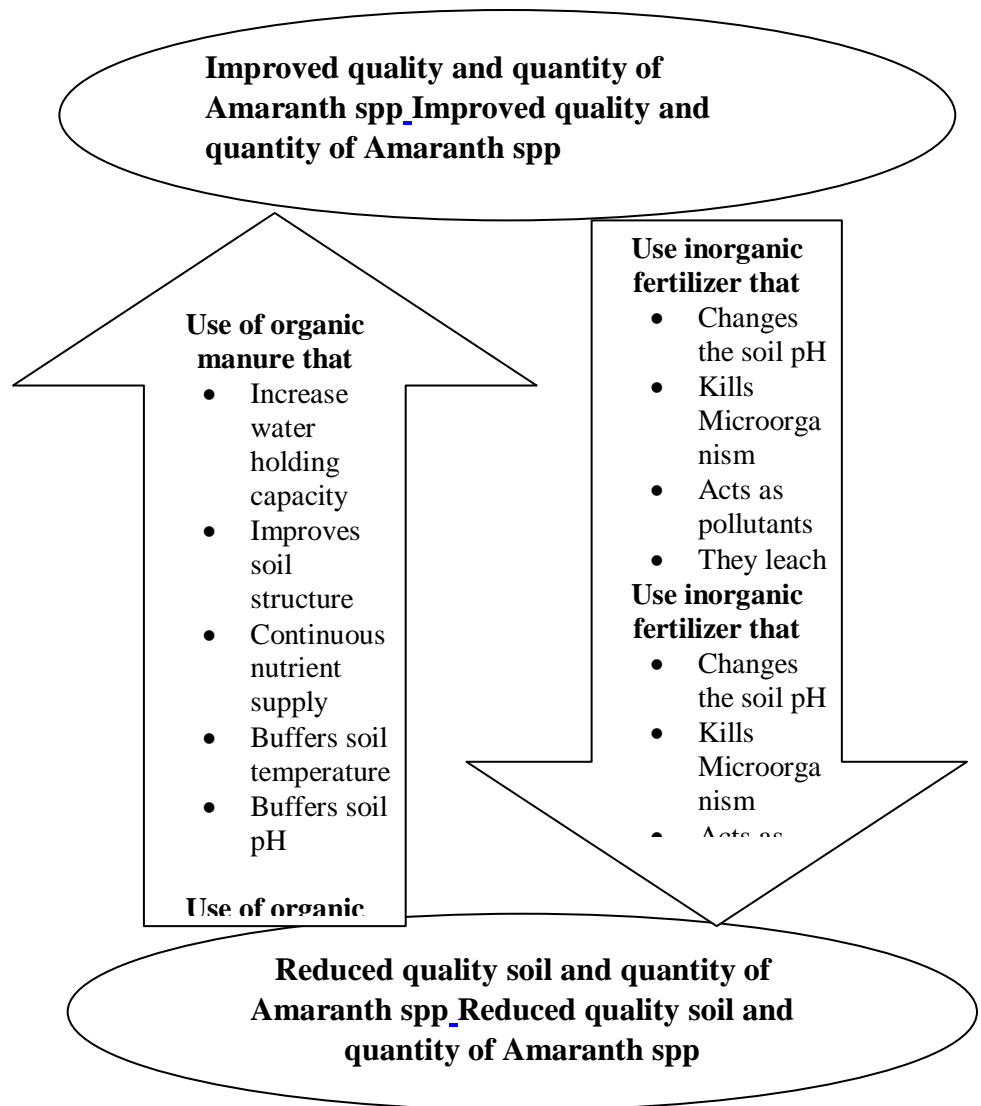 Improved quality and quantity of
Amaranth spp Improved quality and
quantity of Amaranth spp
Use of organic
manure that
• Increase
water
holding
capacity
• Improves
soil
structure
• Continuous
nutrient
supply
• Buffers soil
temperature
• Buffers soil
pH
Use of organic
Use inorganic
fertilizer that
• Changes
the soil pH
• Kills
Microorga
nism
• Acts as
pollutants
• They leach
Use inorganic
fertilizer that
• Changes
the soil pH
• Kills
Microorga
nism
• Acts as
Reduced quality soil and quantity of
Amaranth spp Reduced quality soil and
quantity of Amaranth spp